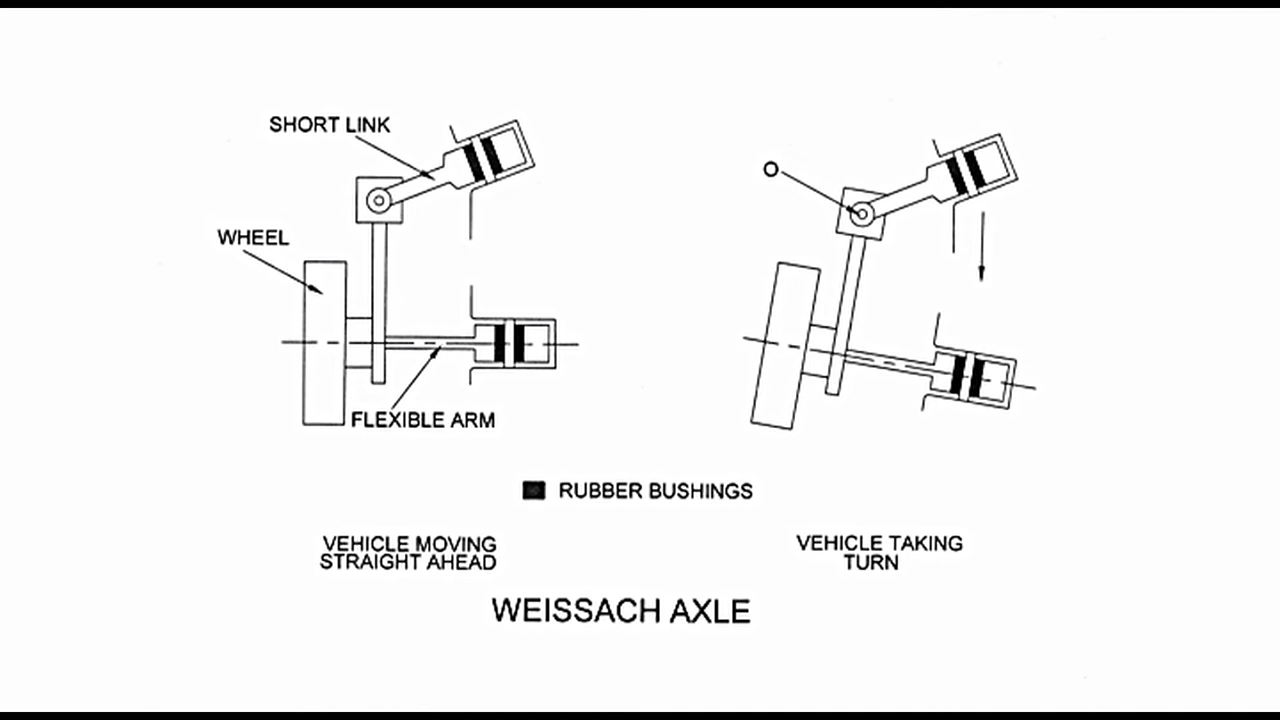 SHORT LINK
WHEEL
FLEXIBLE ARM
O
RUBBER BUSHINGS
VEHICLE MOVING
STRAIGHT AHEAD
VEHICLE TAKING
TURN
WEISSACH AXLE